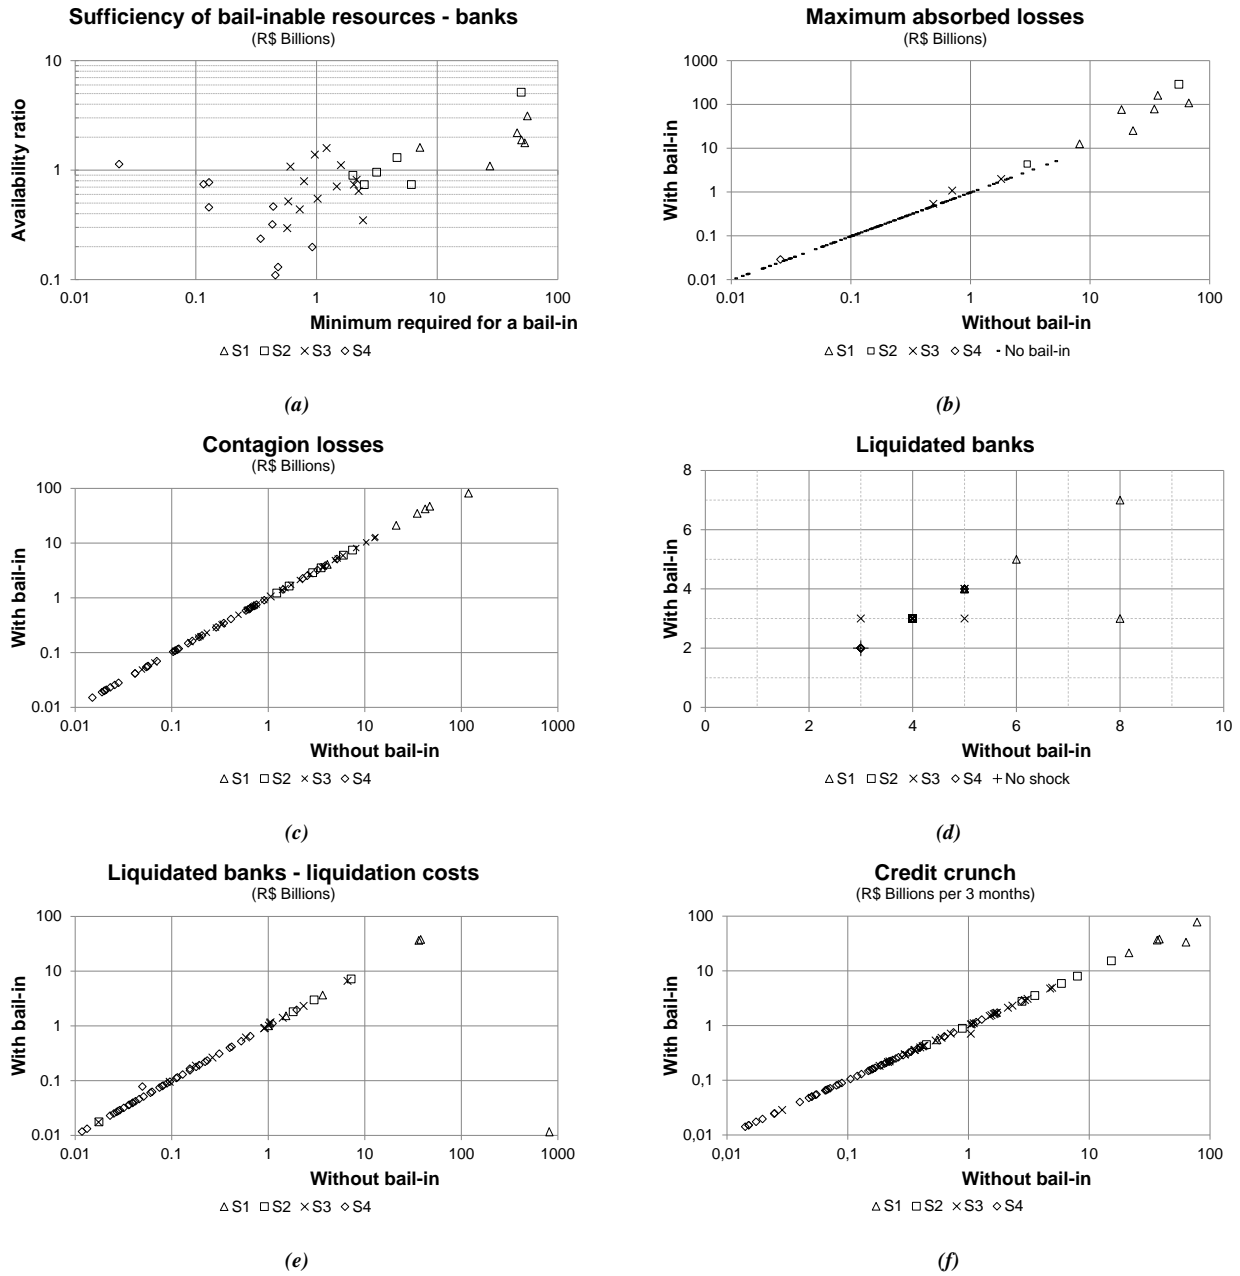 Sufficiency of bail-inable resources - banks
(R$ Billions)
Availability ratio
10
1
0.1
0.01 0.1 1 10 100
Minimum required for a bail-in
S1 S2 S3 S4
(a)
Maximum absorbed losses
(R$ Billions)
With bail-in
1000
100
10
1
0.1
0.01
0.01 0.1 1 10 100
Without bail-in
S1 S2 S3 S4 No bail-in
(b)
Contagion losses
(R$ Billions)
With bail-in
100
10
1
0.1
0.01
0.01 0.1 1 10 100 1000
Without bail-in
S1 S2 S3 S4
(c)
Liquidated banks
With bail-in
8
6
4
2
0
0 2 4 6 8 10
Without bail-in
S1 S2 S3 S4 No shock
(d)
Liquidated banks - liquidation costs
(R$ Billions)
With bail-in
100
10
1
0.1
0.01
0.01 0.1 1 10 100 1000
Without bail-in
S1 S2 S3 S4
(e)
Credit crunch
(R$ Billions per 3 months)
With bail-in
100
10
1
0,1
0,01
0,01 0,1 1 10 100
Without bail-in
S1 S2 S3 S4
(f)